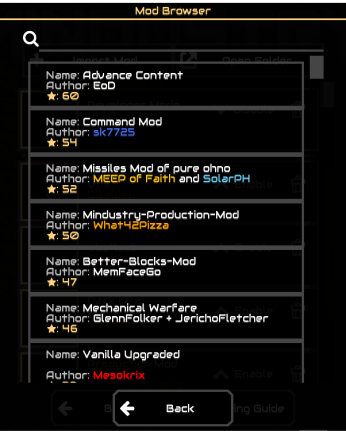 Mod Browser
Import Mod
Open Folder
Name: Advance Content
Author: EoD
★: 60
Name: Command Mod
Author: sk7725
★: 54
Name: Missiles Mod of pure ohno
Author: MEEP of Faith and SolarPH
★: 52
Name: Mindustry-Production-Mod
Author: What42Pizza
★: 50
Name: Better-Blocks-Mod
Author: MemFaceGo
★: 47
Name: Mechanical Warfare
Author: GlennFolker + JerichoFletcher
★: 46
Name: Vanilla Upgraded
Author: Mesokrix
Enable
Back
ing Guide